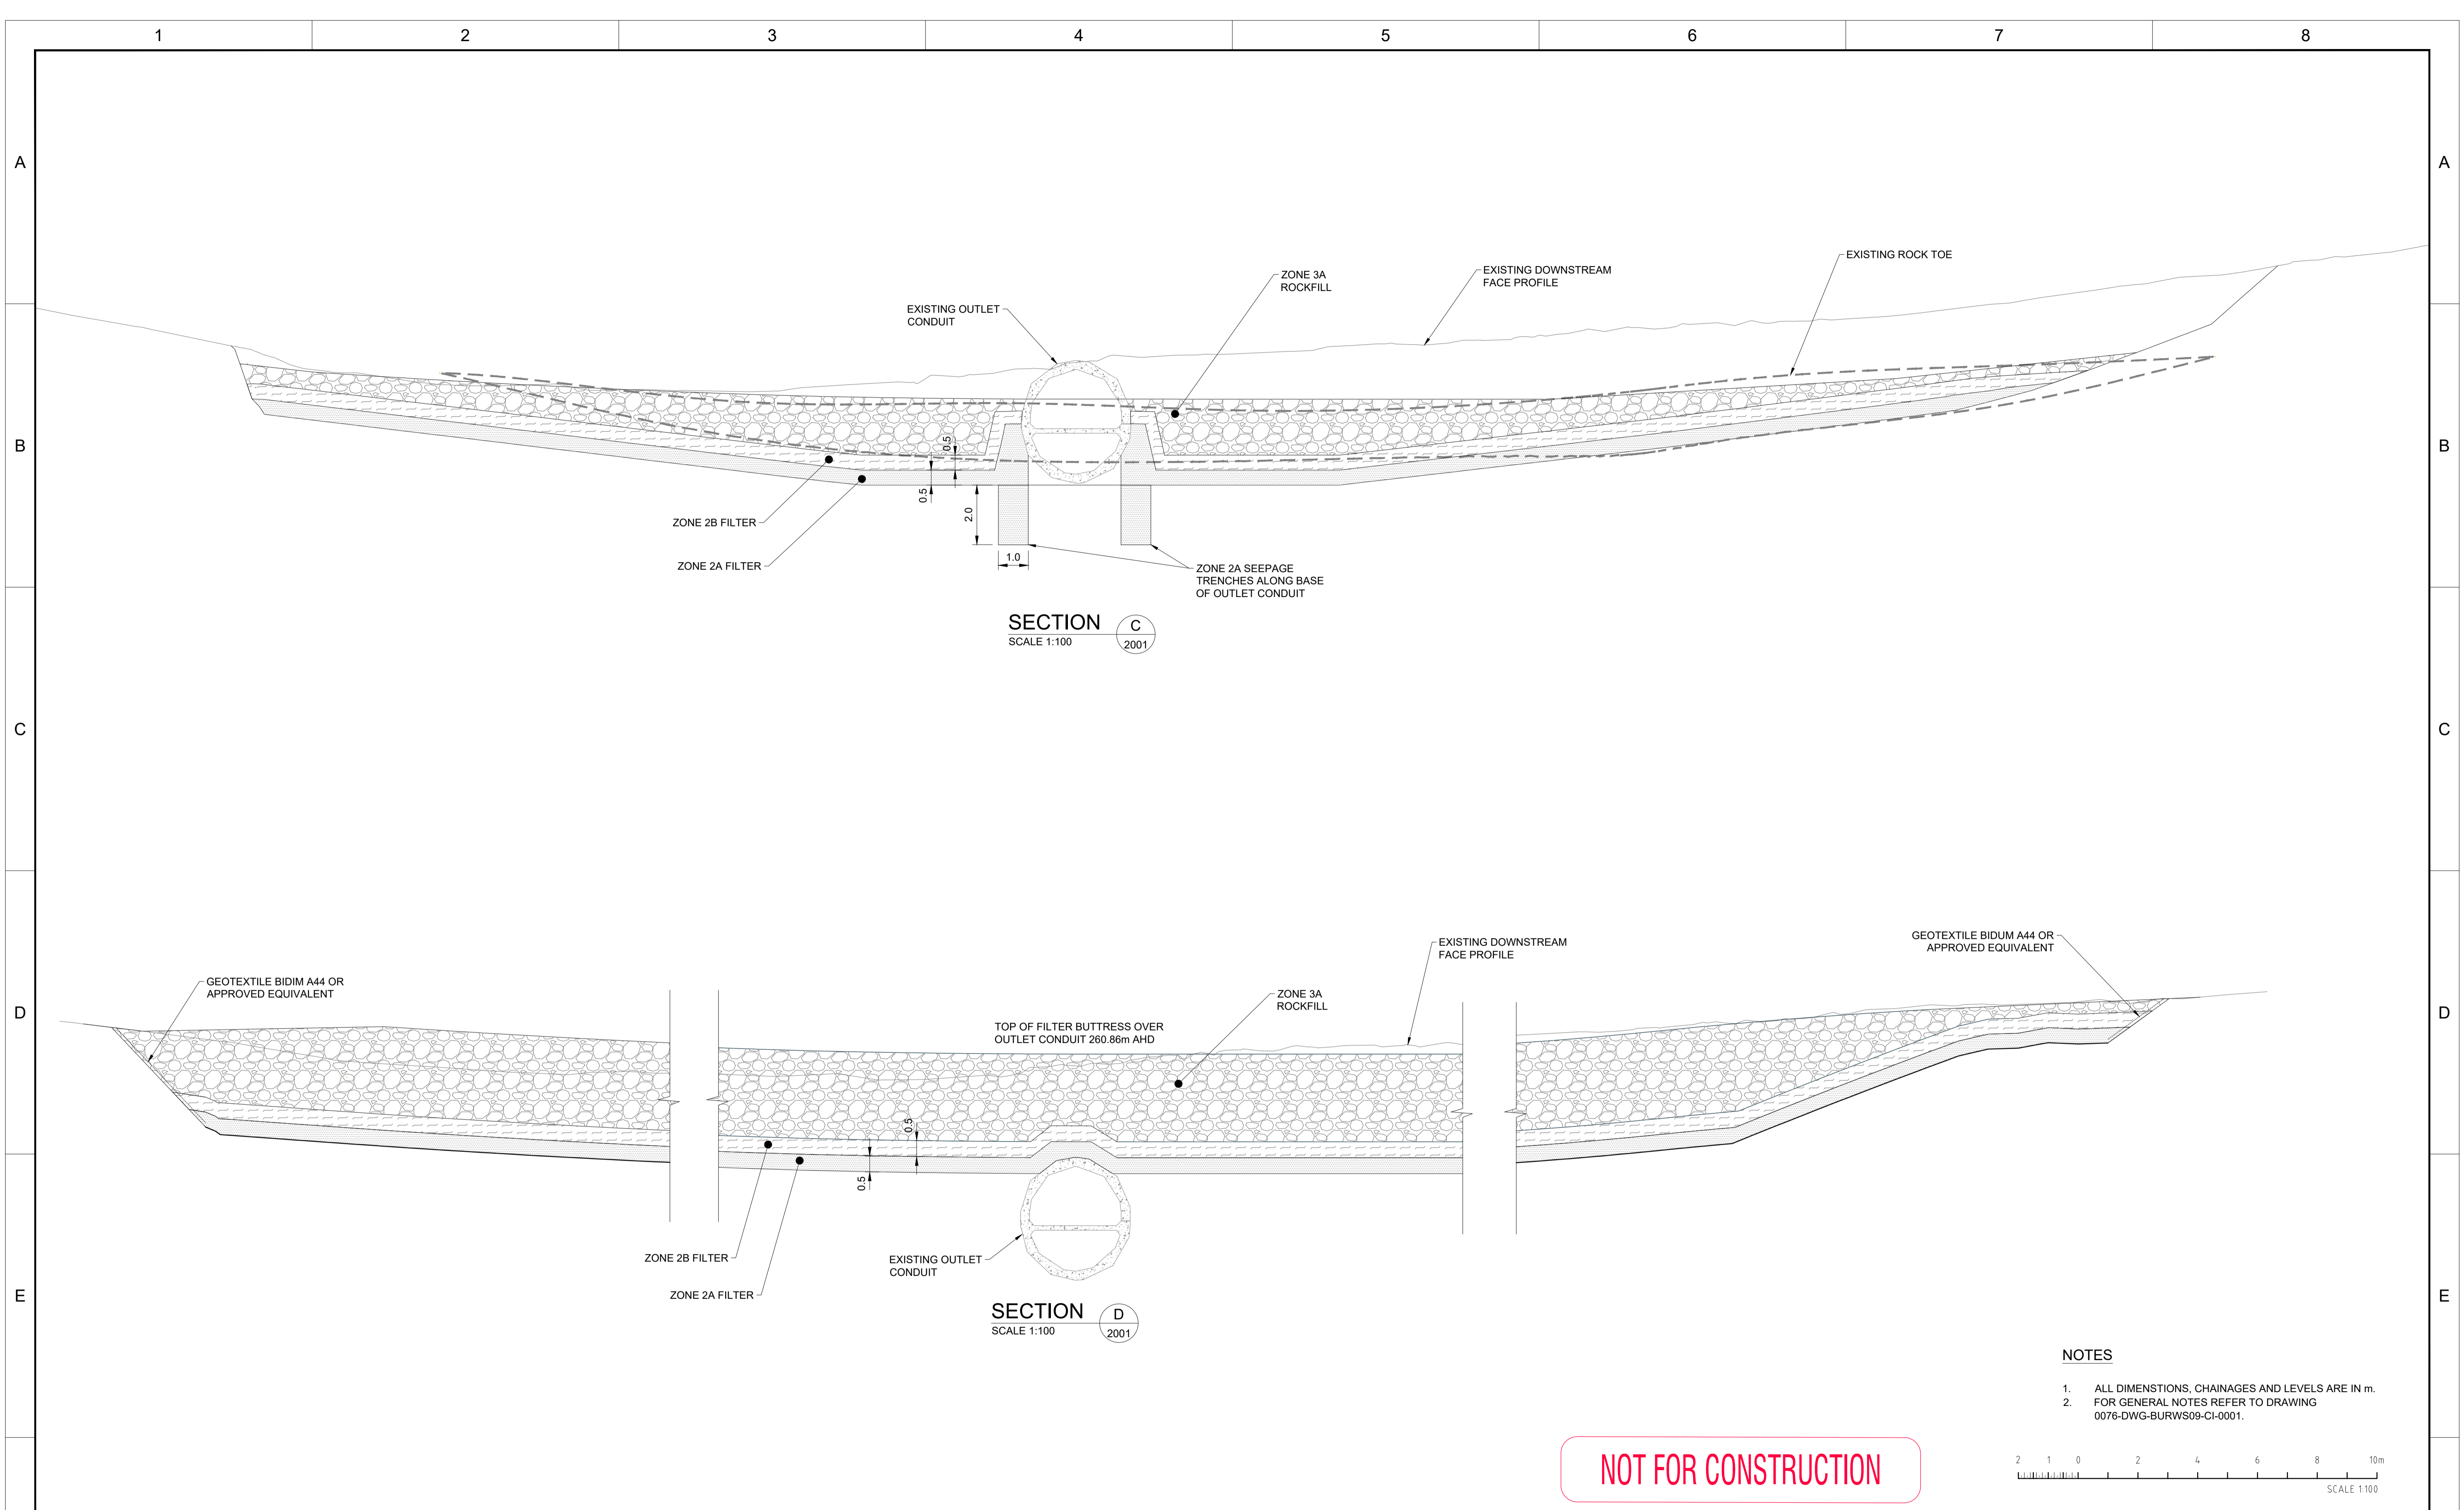 1 2 3 4 5 6 7 8
A A
EXISTING ROCK TOE
EXISTING DOWNSTREAM
FACE PROFILE
ZONE 3A
ROCKFILL
EXISTING OUTLET
CONDUIT
B B
0.5
0.5
2.0
1.0
ZONE 2B FILTER
ZONE 2A FILTER
ZONE 2A SEEPAGE
TRENCHES ALONG BASE
OF OUTLET CONDUIT
SECTION C
SCALE 1:100 2001
C C
GEOTEXTILE BIDUM A44 OR
APPROVED EQUIVALENT
EXISTING DOWNSTREAM
FACE PROFILE
GEOTEXTILE BIDIM A44 OR
APPROVED EQUIVALENT
ZONE 3A
ROCKFILL
D D
TOP OF FILTER BUTTRESS OVER
OUTLET CONDUIT 260.86m AHD
0.5
0.5
ZONE 2B FILTER
EXISTING OUTLET
CONDUIT
ZONE 2A FILTER
E E
SECTION D
SCALE 1:100 2001
NOTES
1. ALL DIMENSTIONS, CHAINAGES AND LEVELS ARE IN m.
2. FOR GENERAL NOTES REFER TO DRAWING
0076-DWG-BURWS09-CI-0001.
NOT FOR CONSTRUCTION
2 1 0 2 4 6 8 10m
SCALE 1:100